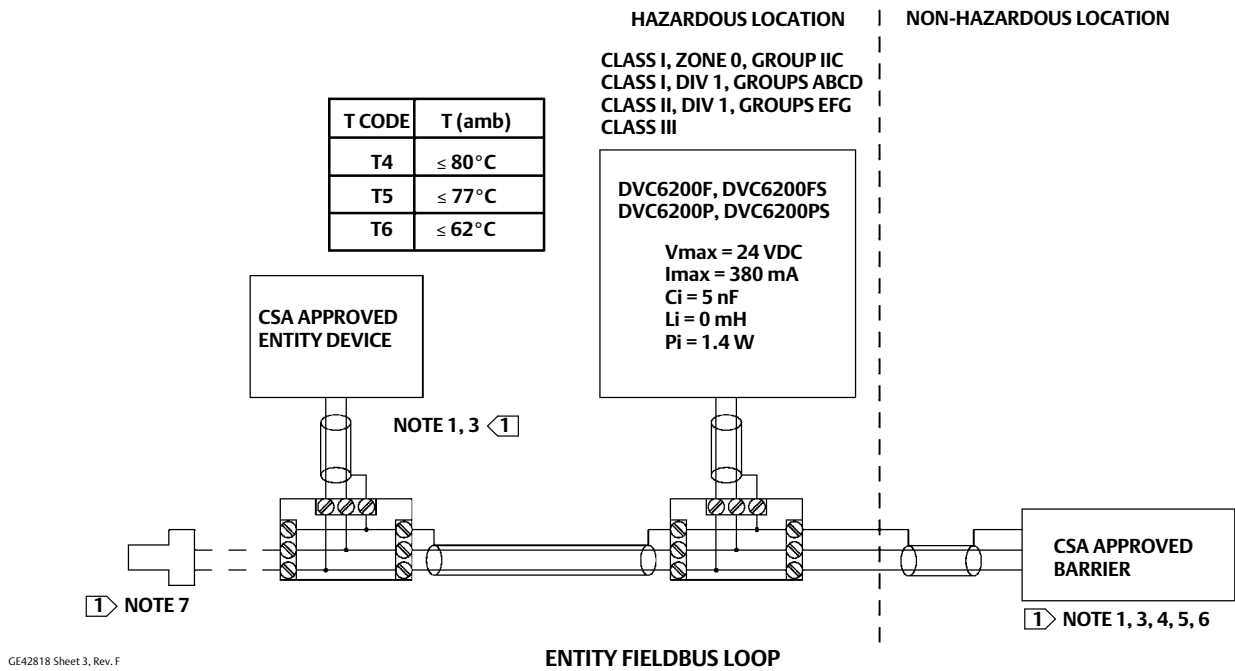 HAZARDOUS LOCATION
NON-HAZARDOUS LOCATION
CLASS I, ZONE 0, GROUP IIC
CLASS I, DIV 1, GROUPS ABCD
CLASS II, DIV 1, GROUPS EFG
CLASS III
T CODE T (amb)
T4 ≤ 80°C
T5 ≤ 77°C
T6 ≤ 62°C
DVC6200F, DVC6200FS
DVC6200P, DVC6200PS
Vmax = 24 VDC
Imax = 380 mA
Ci = 5 nF
Li = 0 mH
Pi = 1.4 W
CSA APPROVED
ENTITY DEVICE
NOTE 1, 3 1
CSA APPROVED
BARRIER
1 NOTE 7
1 NOTE 1, 3, 4, 5, 6
GE42818 Sheet 3, Rev. F
ENTITY FIELDBUS LOOP